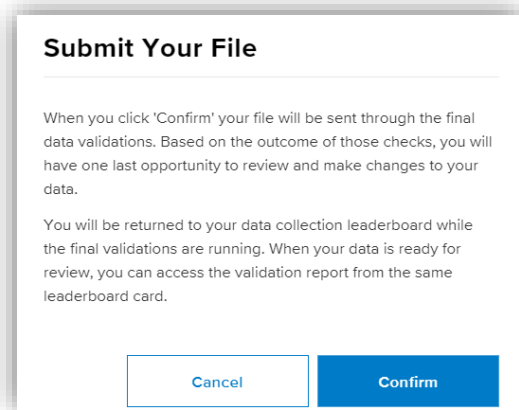 Submit Your File
When you click 'Confirm' your file will be sent through the final
data validations. Based on the outcome of those checks, you will
have one last opportunity to review and make changes to your
data.
You will be returned to your data collection leaderboard while
the final validations are running. When your data is ready for
review, you can access the validation report from the same
leaderboard card.
Cancel
Confirm